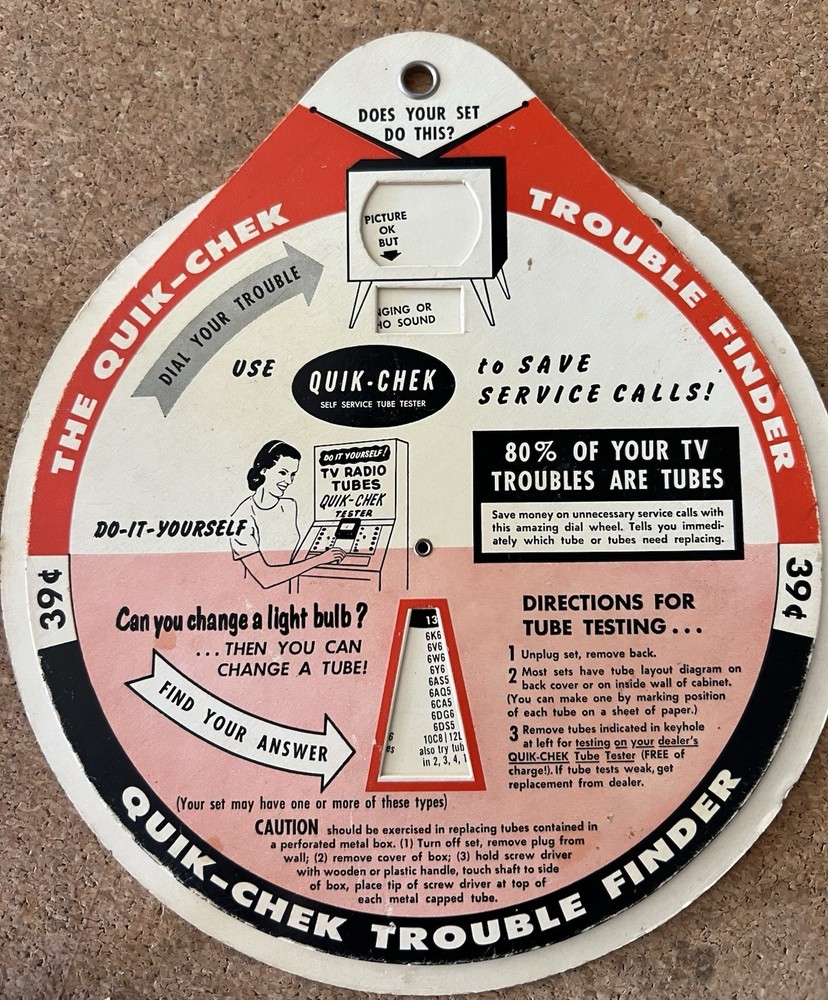 DOES YOUR SET
DO THIS?
THE QUIK-CHEK
TROUBLE FINDER
PICTURE
OK
BUT
DIAL YOUR TROUBLE
OR
SOUND
USE
QUIK-CHEK
SELF SERVICE TUBE TESTER
to SAVE
SERVICE CALLS!
DO IT YOURSELF!
TV RADIO
TUBES
QUIK-CHEK
TESTER
DO-IT-YOURSELF
80% OF YOUR TV
TROUBLES ARE TUBES
Save money on unnecessary service calls with
this amazing dial wheel. Tells you immedi-
ately which tube or tubes need replacing.
39¢
39¢
Can you change a light bulb?
...THEN YOU CAN
CHANGE A TUBE!
FIND YOUR ANSWER
13
6K6
6V6
6W6
6Y6
6AS5
6AQ5
6CA5
6DG6
6DS5
10C8
also try
in 2, 3, 4,
(Your set may have one or more of these types)
DIRECTIONS FOR
TUBE TESTING...
1 Unplug set, remove back.
2 Most sets have tube layout diagram on
back cover or on inside wall of cabinet.
(You can make one by marking position
of each tube on a sheet of paper.)
3 Remove tubes indicated in keyhole
at left for testing on your dealer's
QUIK-CHEK Tube Tester (FREE of
charge!). If tube tests weak, get
replacement from dealer.
CAUTION should be exercised in replacing tubes contained in
a perforated metal box. (1) Turn off set, remove plug from
wall; (2) remove cover of box; (3) hold screw driver
with wooden or plastic handle, touch shaft to side
of box, place tip of screw driver at top of
each metal capped tube.
QUIK-CHEK TROUBLE FINDER